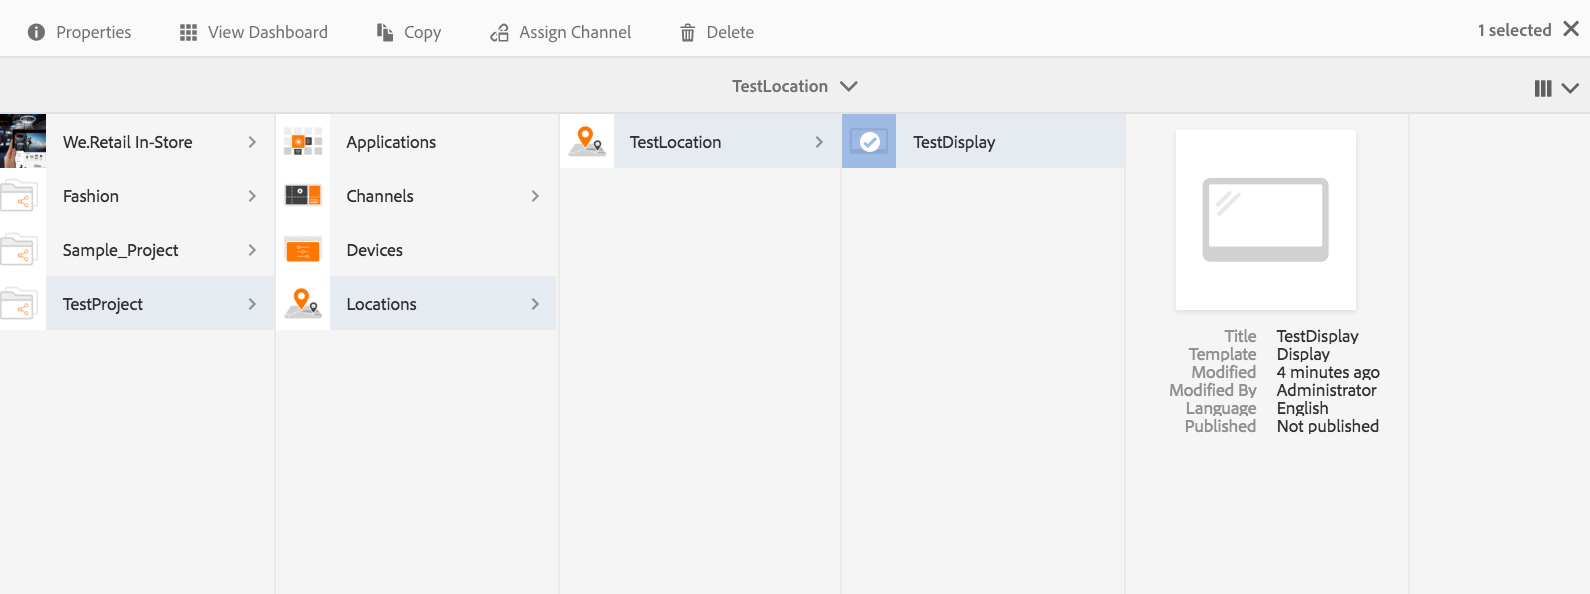 Properties
View Dashboard
Copy
Assign Channel
Delete
1 selected
TestLocation
We.Retail In-Store
Fashion
Sample_Project
TestProject
Applications
Channels
Devices
Locations
TestLocation
TestDisplay
Title TestDisplay
Template Display
Modified 4 minutes ago
Modified By Administrator
Language English
Published Not published